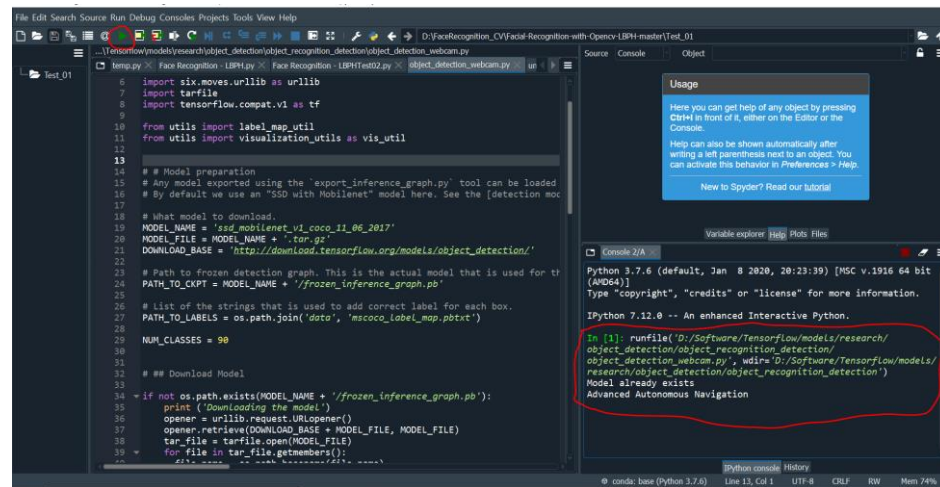 File Edit Search Source Run Debug Consoles Projects Tools View Help
D:\FaceRecognition_CV\Facial-Recognition-with-Opencv-LBPH-master\Test_01
...\Tensorflow\models\research\object_detection\object_recognition_detection\object_detection_webcam.py
temp.py Face Recognition - LBPH.py Face Recognition - LBPHTest02.py object_detection_webcam.py
Test_01
6 import six.moves.urllib as urllib
7 import tarfile
8 import tensorflow.compat.v1 as tf
9
10 from utils import label_map_util
11 from utils import visualization_utils as vis_util
12
13
14 # # Model preparation
15 # Any model exported using the `export_inference_graph.py` tool can be loaded
16 # By default we use an "SSD with Mobilenet" model here. See the [detection mod
17
18 # What model to download.
19 MODEL_NAME = 'ssd_mobilenet_v1_coco_11_06_2017'
20 MODEL_FILE = MODEL_NAME + '.tar.gz'
21 DOWNLOAD_BASE = 'http://download.tensorflow.org/models/object_detection/'
22
23 # Path to frozen detection graph. This is the actual model that is used for th
24 PATH_TO_CKPT = MODEL_NAME + '/frozen_inference_graph.pb'
25
26 # List of the strings that is used to add correct label for each box.
27 PATH_TO_LABELS = os.path.join('data', 'mscoco_label_map.pbtxt')
28
29 NUM_CLASSES = 90
30
31
32 # ## Download Model
33
34 if not os.path.exists(MODEL_NAME + '/frozen_inference_graph.pb'):
35 print ('Downloading the model')
36 opener = urllib.request.URLopener()
37 opener.retrieve(DOWNLOAD_BASE + MODEL_FILE, MODEL_FILE)
38 tar_file = tarfile.open(MODEL_FILE)
39 for file in tar_file.getmembers():
Source Console Object
Usage
Here you can get help of any object by pressing
Ctrl+I in front of it, either on the Editor or the
Console.
Help can also be shown automatically after
writing a left parenthesis next to an object. You
can activate this behavior in Preferences > Help.
New to Spyder? Read our tutorial
Variable explorer Help Plots Files
Console 2/A
Python 3.7.6 (default, Jan 8 2020, 20:23:39) [MSC v.1916 64 bit
(AMD64)]
Type "copyright", "credits" or "license" for more information.
IPython 7.12.0 -- An enhanced Interactive Python.
In [1]: runfile('D:/Software/TensorFlow/models/research/
object_detection/object_recognition_detection/
object_detection_webcam.py', wdir='D:/Software/TensorFlow/models/
research/object_detection/object_recognition_detection')
Model already exists
Advanced Autonomous Navigation
IPython console History
conda: base (Python 3.7.6) Line 13, Col 1 UTF-8 CRLF RW Mem 74%